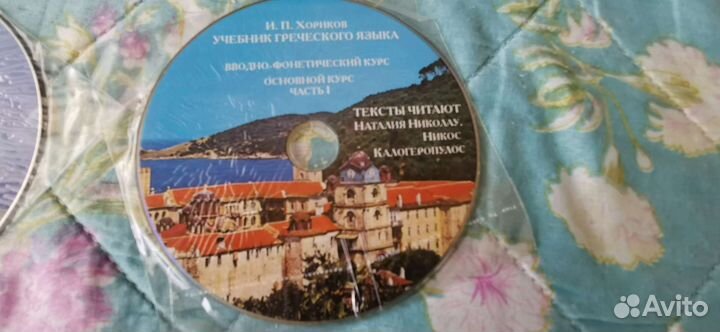 И. П. Хориков
УЧЕБНИК ГРЕЧЕСКОГО ЯЗЫКА
ВВОДНО-ФОНЕТИЧЕСКИЙ КУРС
ОСНОВНОЙ КУРС
ЧАСТЬ I
ТЕКСТЫ ЧИТАЮТ
НАТАЛИЯ НИКОЛАУ,
НИКОС
КАЛОГЕРОПУЛОС
Avito